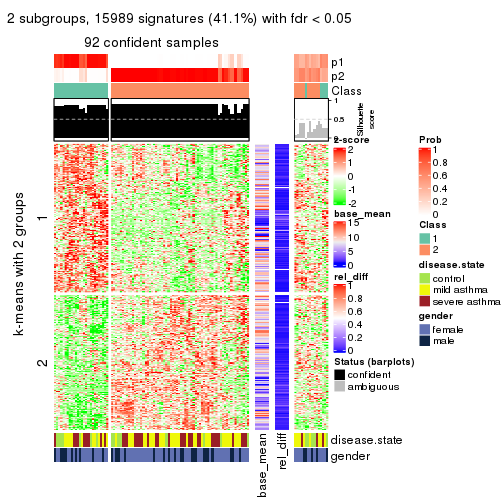 2 subgroups, 15989 signatures (41.1%) with fdr < 0.05
92 confident samples
p1
p2
Class
1
0.5
0
Silhouette
score
k-means with 2 groups
1
2
z-score
2
1
0
-1
-2
base_mean
15
10
5
0
rel_diff
1
0.8
0.6
0.4
0.2
0
Status (barplots)
confident
ambiguous
Prob
1
0.8
0.6
0.4
0.2
0
Class
1
2
disease.state
control
mild asthma
severe asthma
gender
female
male
disease.state
gender
base_mean
rel_diff